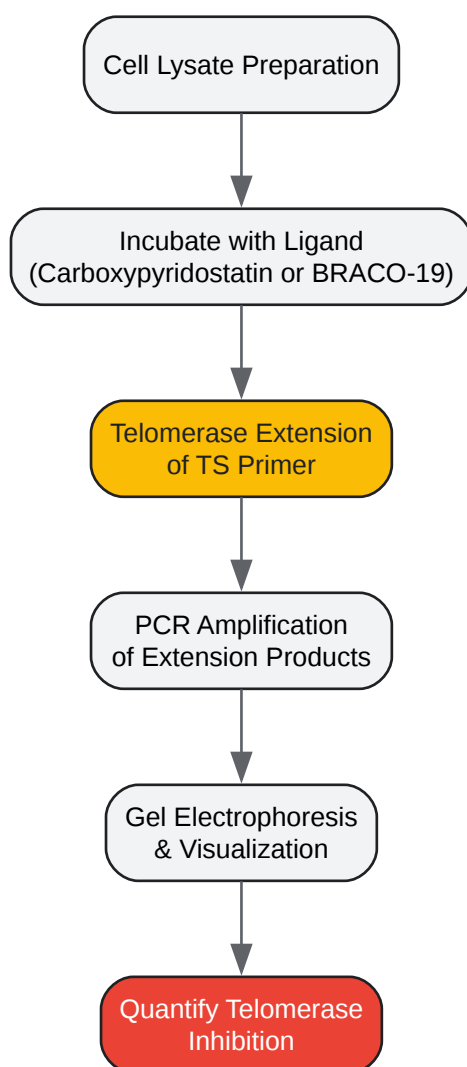 Cell Lysate Preparation
Incubate with Ligand
(Carboxypyridostatin or BRACO-19)
Telomerase Extension
of TS Primer
PCR Amplification
of Extension Products
Gel Electrophoresis
& Visualization
Quantify Telomerase
Inhibition